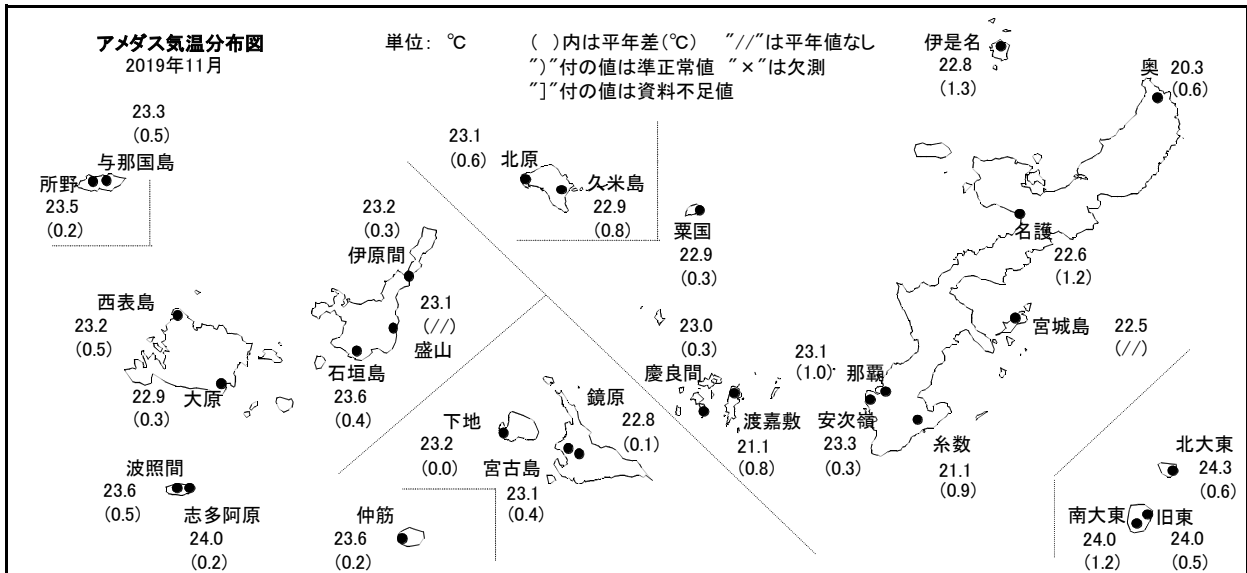 アメダス気温分布図
2019年11月
単位： ℃
( )内は平年差(℃) "//"は平年値なし
")"付の値は準正常値 "×"は欠測
"]"付の値は資料不足値
伊是名
22.8
(1.3)
奥
20.3
(0.6)
23.3
(0.5)
与那国島
所野
23.5
(0.2)
23.1
(0.6)
北原
久米島
22.9
(0.8)
粟国
22.9
(0.3)
名護
22.6
(1.2)
23.2
(0.3)
伊原間
23.1
(//)
盛山
石垣島
23.6
(0.4)
西表島
23.2
(0.5)
22.9
(0.3)
大原
宮城島
22.5
(//)
23.0
(0.3)
慶良間
渡嘉敷
21.1
(0.8)
23.1
(1.0)
那覇
安次嶺
23.3
(0.3)
糸数
21.1
(0.9)
下地
23.2
(0.0)
鏡原
22.8
(0.1)
宮古島
23.1
(0.4)
波照間
23.6
(0.5)
志多阿原
24.0
(0.2)
仲筋
23.6
(0.2)
北大東
24.3
(0.6)
南大東
24.0
(1.2)
旧東
24.0
(0.5)